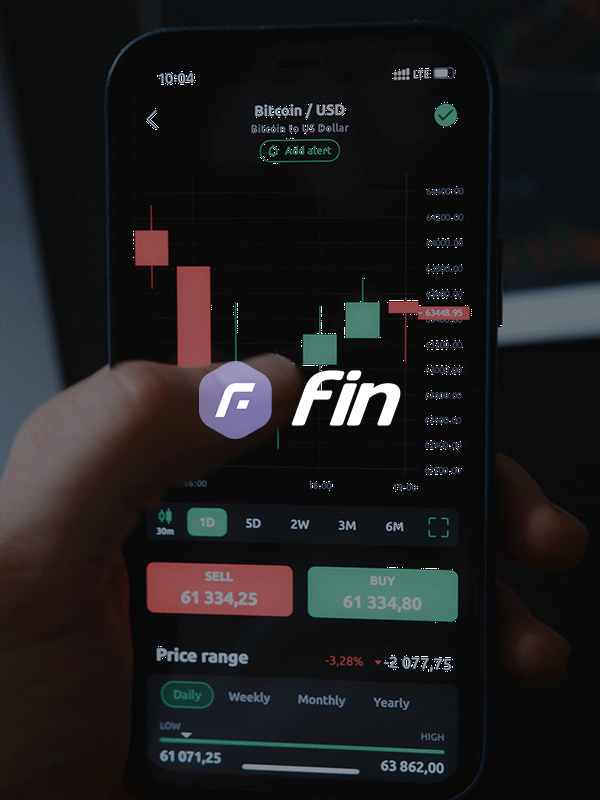 10:04
LTE
Bitcoin / USD
Bitcoin to US Dollar
Add alert
63448.95
Fin
16:00
30m
1D 5D 2W 3M 6M
SELL
61 334,25
BUY
61 334,80
Price range
-3,28% -2 077,75
Daily Weekly Monthly Yearly
LOW
HIGH
61 071,25
63 862,00